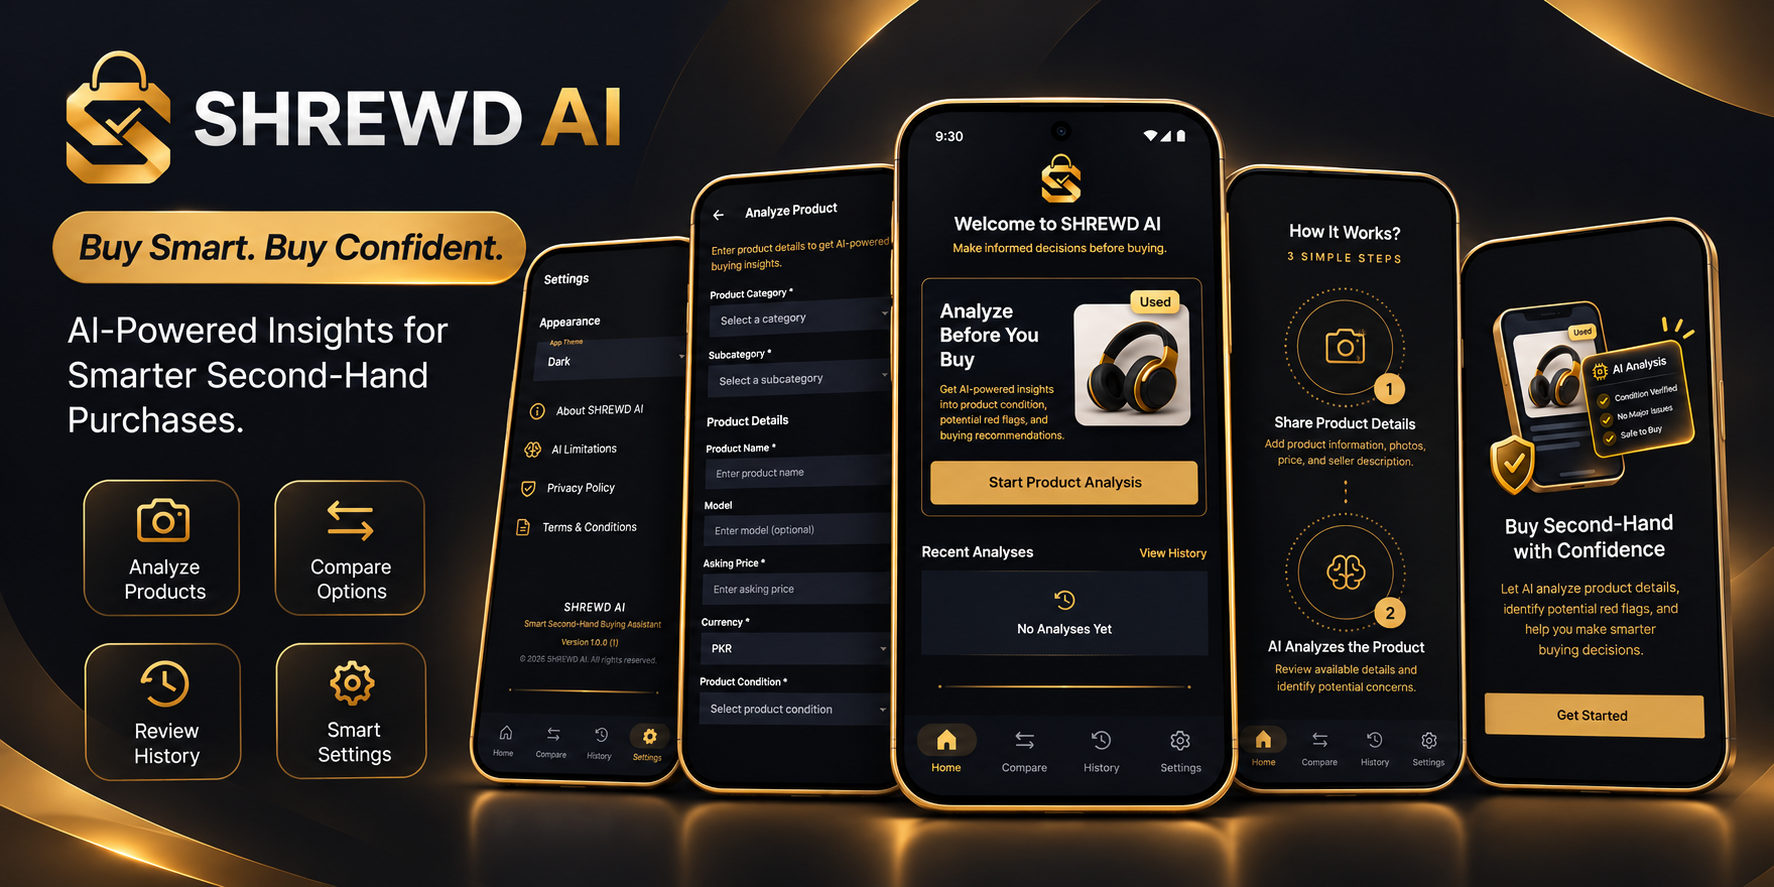 SHREWD AI
Buy Smart. Buy Confident.
AI-Powered Insights for
Smarter Second-Hand
Purchases.
Analyze
Products
Compare
Options
Review
History
Smart
Settings
Settings
Appearance
App Theme
Dark
About SHREWD AI
AI Limitations
Privacy Policy
Terms & Conditions
SHREWD AI
Smart Second-Hand Buying Assistant
Version 1.0.0 (1)
© 2026 SHREWD AI. All rights reserved.
Home
Compare
History
Settings
Analyze Product
Enter product details to get AI-powered
buying insights.
Product Category *
Select a category
Subcategory *
Select a subcategory
Product Details
Product Name *
Enter product name
Model
Enter model (optional)
Asking Price *
Enter asking price
Currency *
PKR
Product Condition *
Select product condition
9:30
Welcome to SHREWD AI
Make informed decisions before buying.
Analyze
Before You
Buy
Used
Get AI-powered insights
into product condition,
potential red flags, and
buying recommendations.
Start Product Analysis
Recent Analyses
View History
No Analyses Yet
Home
Compare
History
Settings
How It Works?
3 SIMPLE STEPS
1
Share Product Details
Add product information, photos,
price, and seller description.
2
AI Analyzes the Product
Review available details and
identify potential concerns.
Home
Compare
History
Settings
Used
AI Analysis
Condition Verified
No Major Issues
Safe to Buy
Buy Second-Hand
with Confidence
Let AI analyze product details,
identify potential red flags, and
help you make smarter
buying decisions.
Get Started